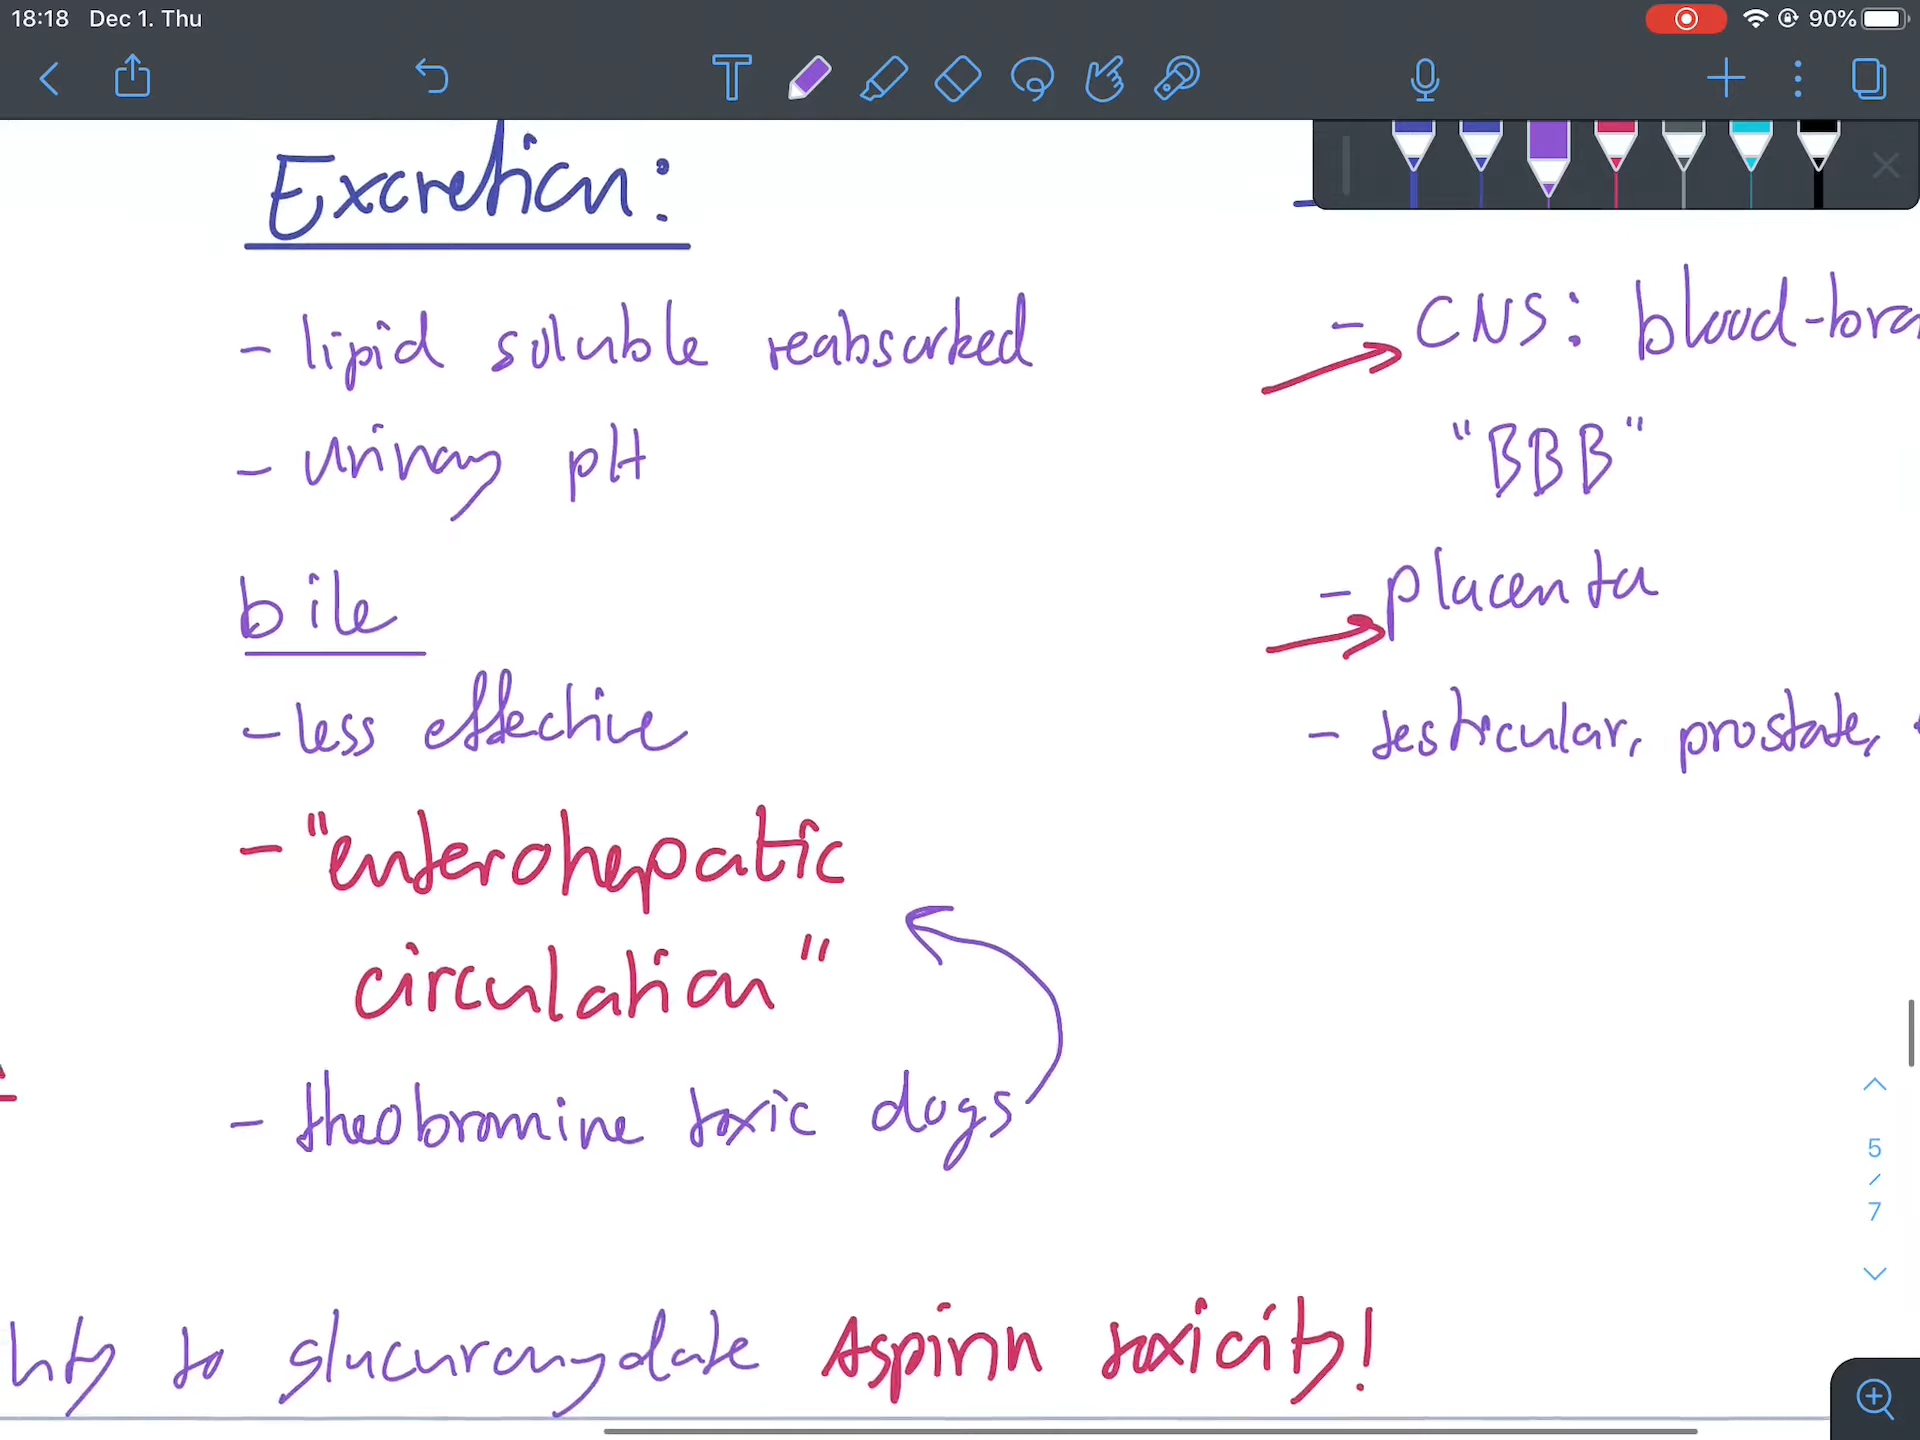 18:18 Dec 1. Thu
90%
Excretion:
- lipid soluble reabsorbed
- urinary pH
bile
- less effective
- "enterohepatic
circulation"
- theobromine toxic dogs
to glucuronydate Aspirin toxicity!
- CNS: blood-bra
"BBB"
- placenta
- testicular, prostate,
5
/
7